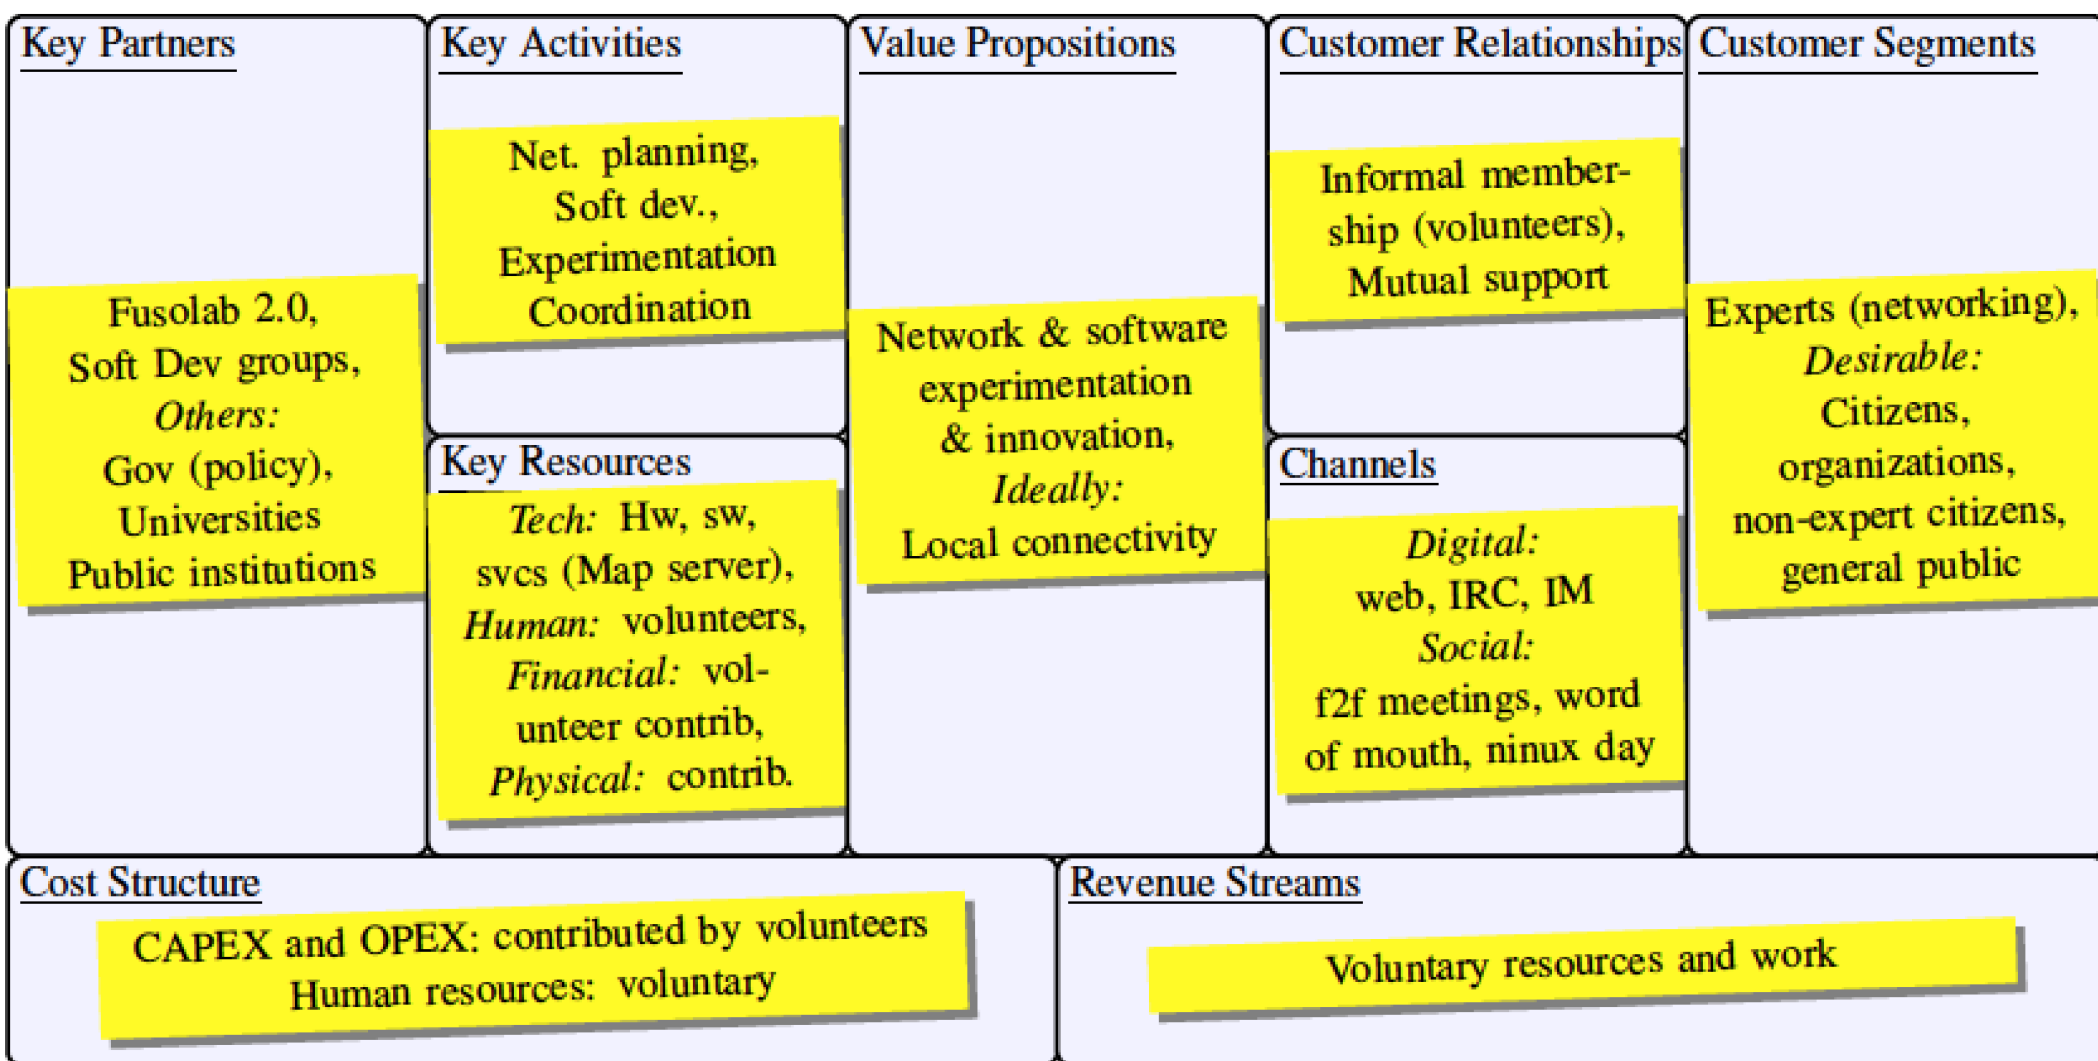 Key Partners
Fusolab 2.0,
Soft Dev groups,
Others:
Gov (policy),
Universities
Public institutions
Key Activities
Net. planning,
Soft dev.,
Experimentation
Coordination
Key Resources
Tech: Hw, sw,
svcs (Map server),
Human: volunteers,
Financial: vol-
unteer contrib,
Physical: contrib.
Value Propositions
Network & software
experimentation
& innovation,
Ideally:
Local connectivity
Customer Relationships
Informal member-
ship (volunteers),
Mutual support
Channels
Digital:
web, IRC, IM
Social:
f2f meetings, word
of mouth, ninux day
Customer Segments
Experts (networking),
Desirable:
Citizens,
organizations,
non-expert citizens,
general public
Cost Structure
CAPEX and OPEX: contributed by volunteers
Human resources: voluntary
Revenue Streams
Voluntary resources and work